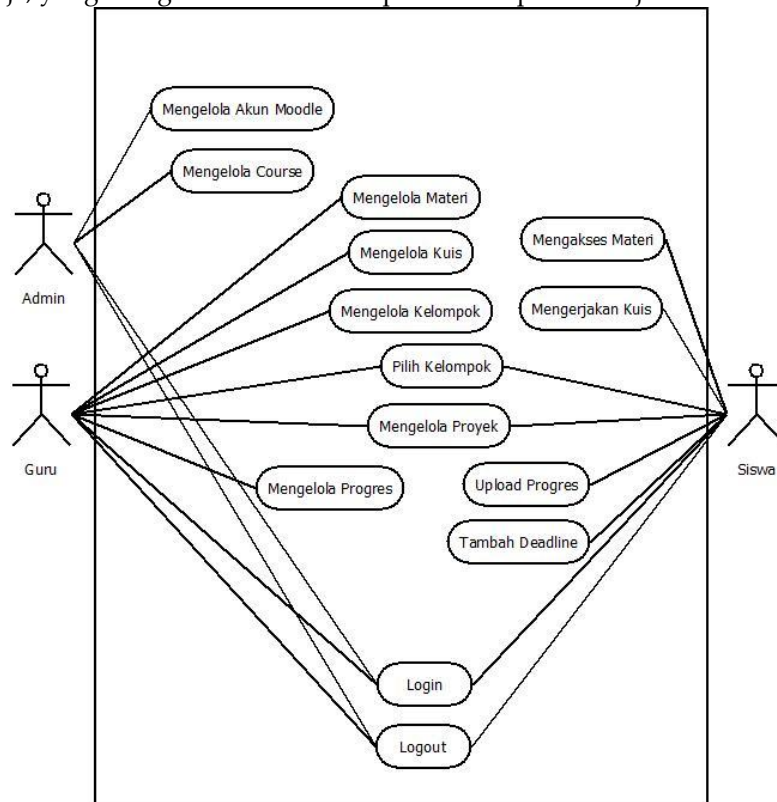 Mengelola Akun Moodle
Mengelola Course
Mengelola Materi
Mengakses Materi
Mengelola Kuis
Admin
Mengelola Kelompok
Mengerjakan Kuis
Pilih Kelompok
Mengelola Proyek
Guru
Siswa
Mengelola Progres
Upload Progres
Tambah Deadline
Login
Logout